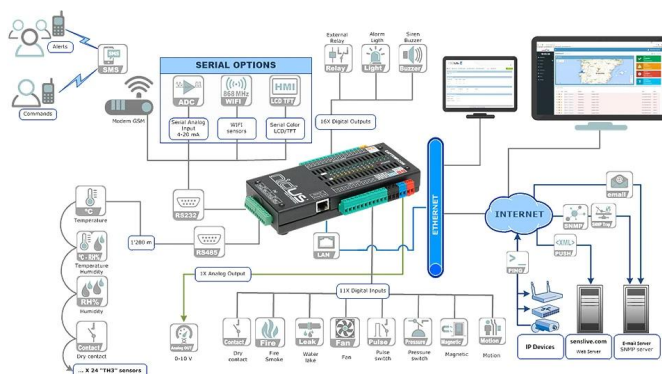 Alerts
Commands
SMS
Modem GSM
SERIAL OPTIONS
ADC
868 MHz
WIFI
HMI
LCD TFT
Serial Analog
Input
4-20 mA
WIFI
sensors
Serial Color
LCD/TFT
External
Relay
Alarm
Ligth
Siren
Buzzer
Relay
Light
Buzzer
16X Digital Outputs
RS232
RS485
1'200 m
LAN
ETHERNET
INTERNET
email
SNMP
SNMP Trap
<XML>
PUSH
PING
IP Devices
senslive.com
Web Server
E-mail Server
SNMP server
°C
Temperature
°C - RH%
Temperature
Humidity
RH%
Humidity
Contact
Dry contact
... X 24 "TH3" sensors
1X Analog Output
0-10 V
11X Digital Inputs
Contact
Fire
Leak
Fan
Pulse
Pressure
Magnetic
Motion
Dry
contact
Fire
Smoke
Water
lake
Fan
Pulse
switch
Pressure
switch
Magnetic
Motion